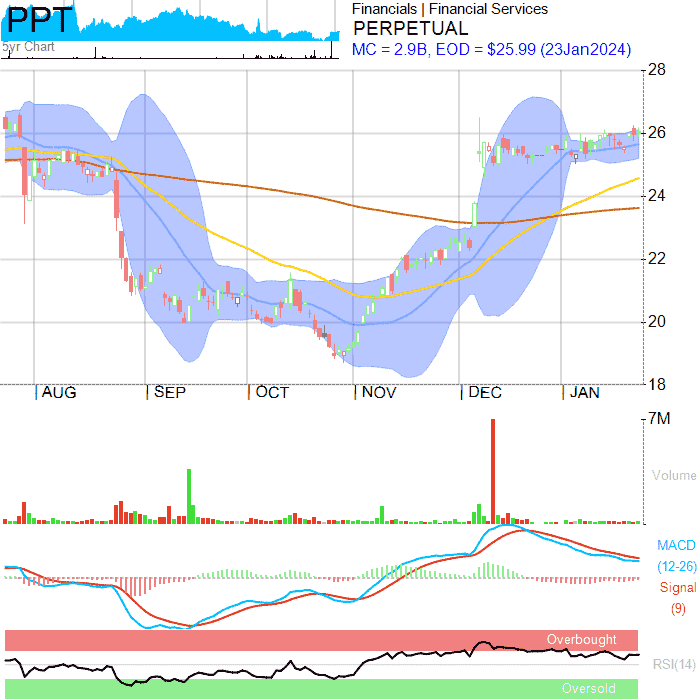 PPT
5yr Chart
Financials | Financial Services
PERPETUAL
MC = 2.9B, EOD = $25.99 (23Jan2024)
28
26
24
22
20
18
AUG
SEP
OCT
NOV
DEC
JAN
7M
Volume
MACD
(12-26)
Signal
(9)
Overbought
RSI(14)
Oversold